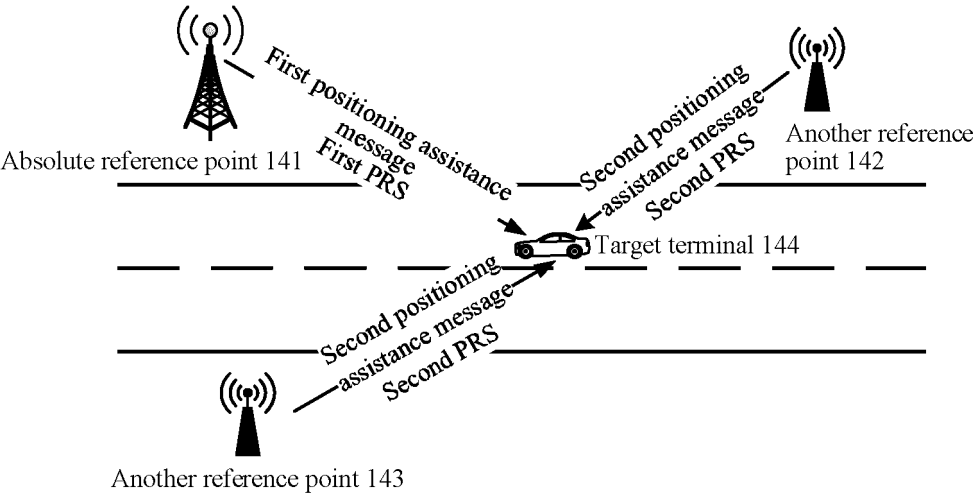 First positioning assistance
message
First PRS
Absolute reference point 141
Second positioning
assistance message
Second PRS
Another reference
point 142
Target terminal 144
Second positioning
assistance message
Second PRS
Another reference point 143